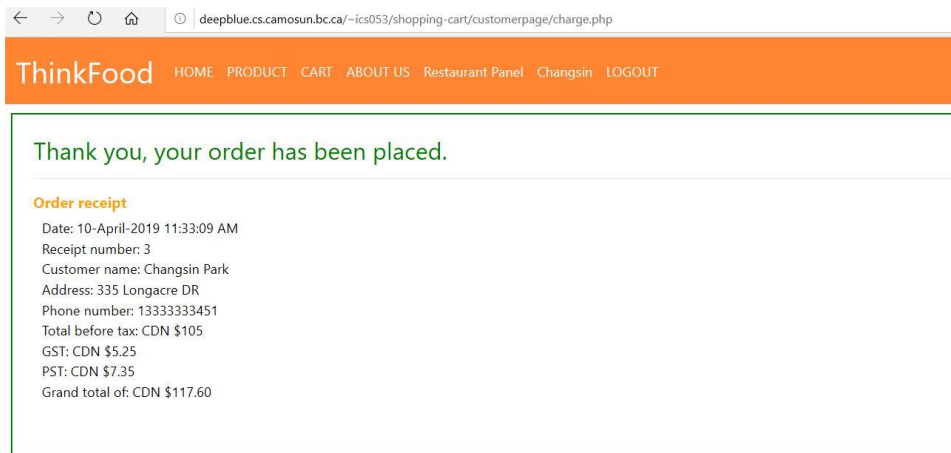 deepblue.cs.camosun.bc.ca/~ics053/shopping-cart/customerpage/charge.php
ThinkFood HOME PRODUCT CART ABOUT US Restaurant Panel Changsin LOGOUT
Thank you, your order has been placed.
Order receipt
Date: 10-April-2019 11:33:09 AM
Receipt number: 3
Customer name: Changsin Park
Address: 335 Longacre DR
Phone number: 13333333451
Total before tax: CDN $105
GST: CDN $5.25
PST: CDN $7.35
Grand total of: CDN $117.60